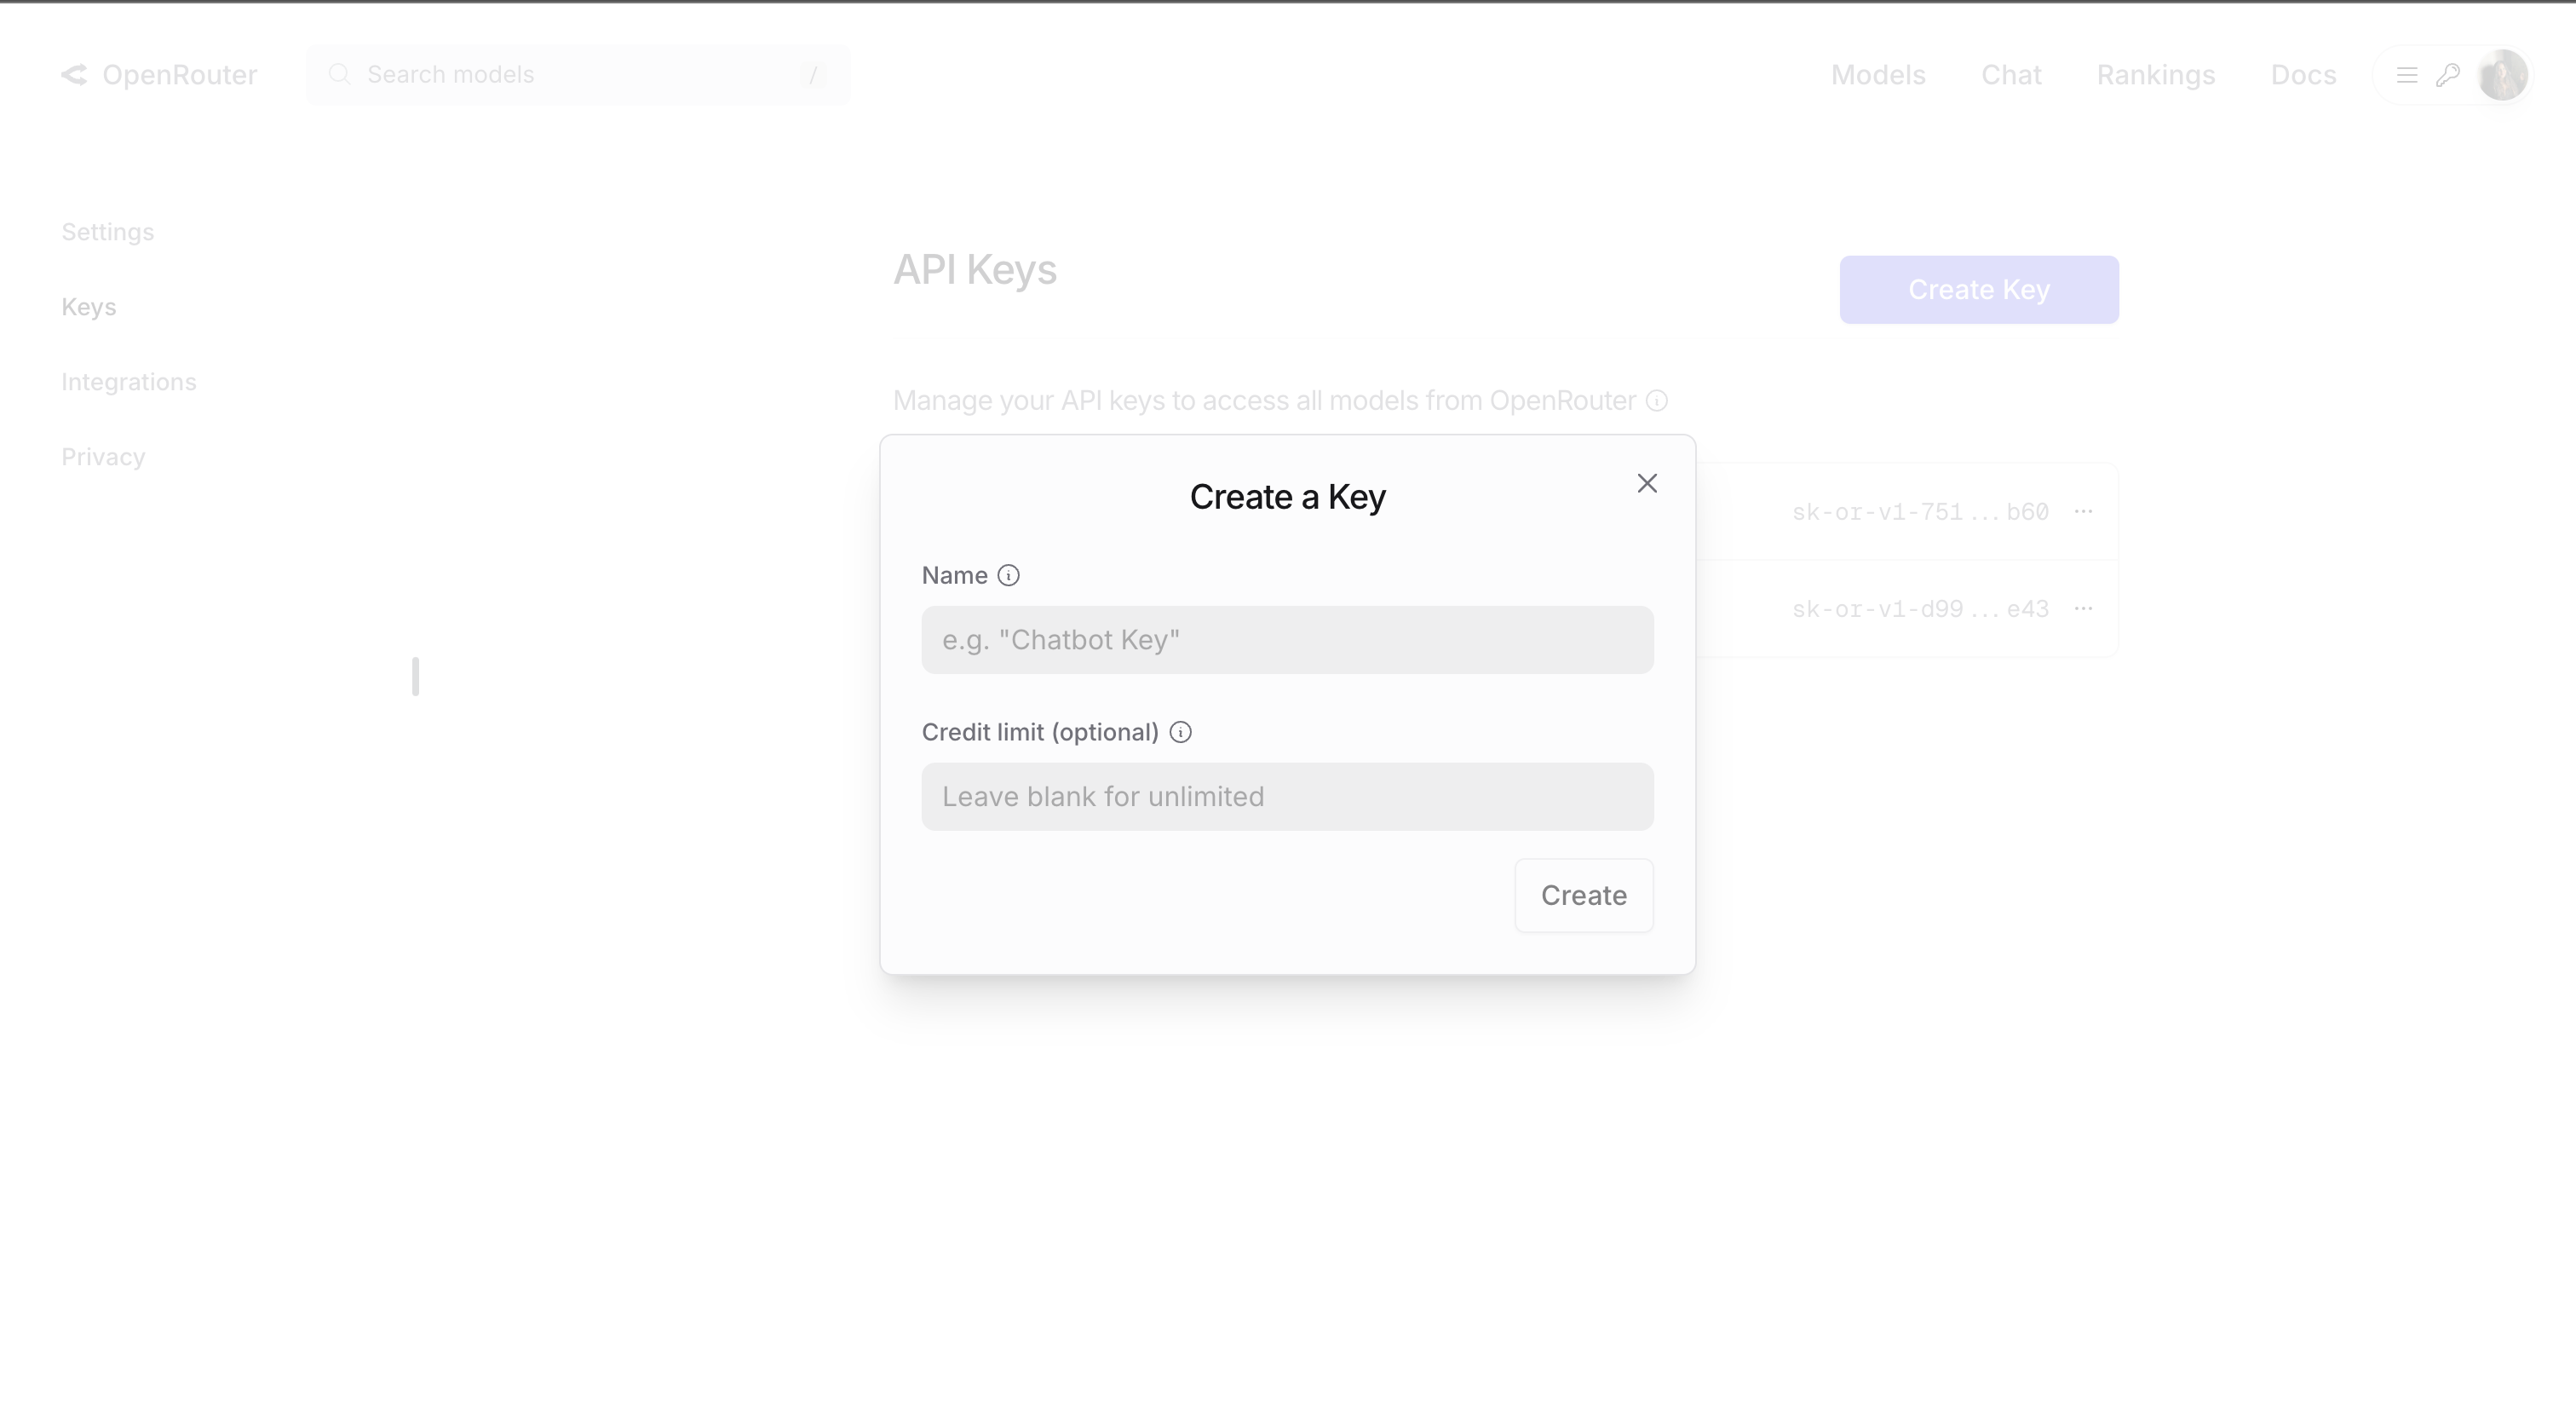 OpenRouter
Search models
/
Models
Chat
Rankings
Docs
Settings
Keys
Integrations
Privacy
API Keys
Create Key
Manage your API keys to access all models from OpenRouter
sk-or-v1-751...b60
sk-or-v1-d99...e43
Create a Key
Name
e.g. "Chatbot Key"
Credit limit (optional)
Leave blank for unlimited
Create